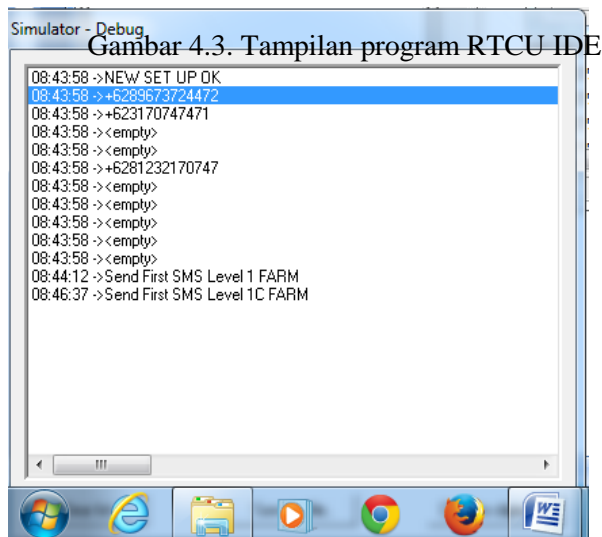 Simulator - Debug
Gambar 4.3. Tampilan program RTCU IDE
08:43:58 ->NEW SET UP OK
08:43:58 ->+6289673724472
08:43:58 ->+623170747471
08:43:58 -><empty>
08:43:58 -><empty>
08:43:58 ->+6281232170747
08:43:58 -><empty>
08:43:58 -><empty>
08:43:58 -><empty>
08:43:58 -><empty>
08:43:58 -><empty>
08:44:12 ->Send First SMS Level 1 FARM
08:46:37 ->Send First SMS Level 1C FARM